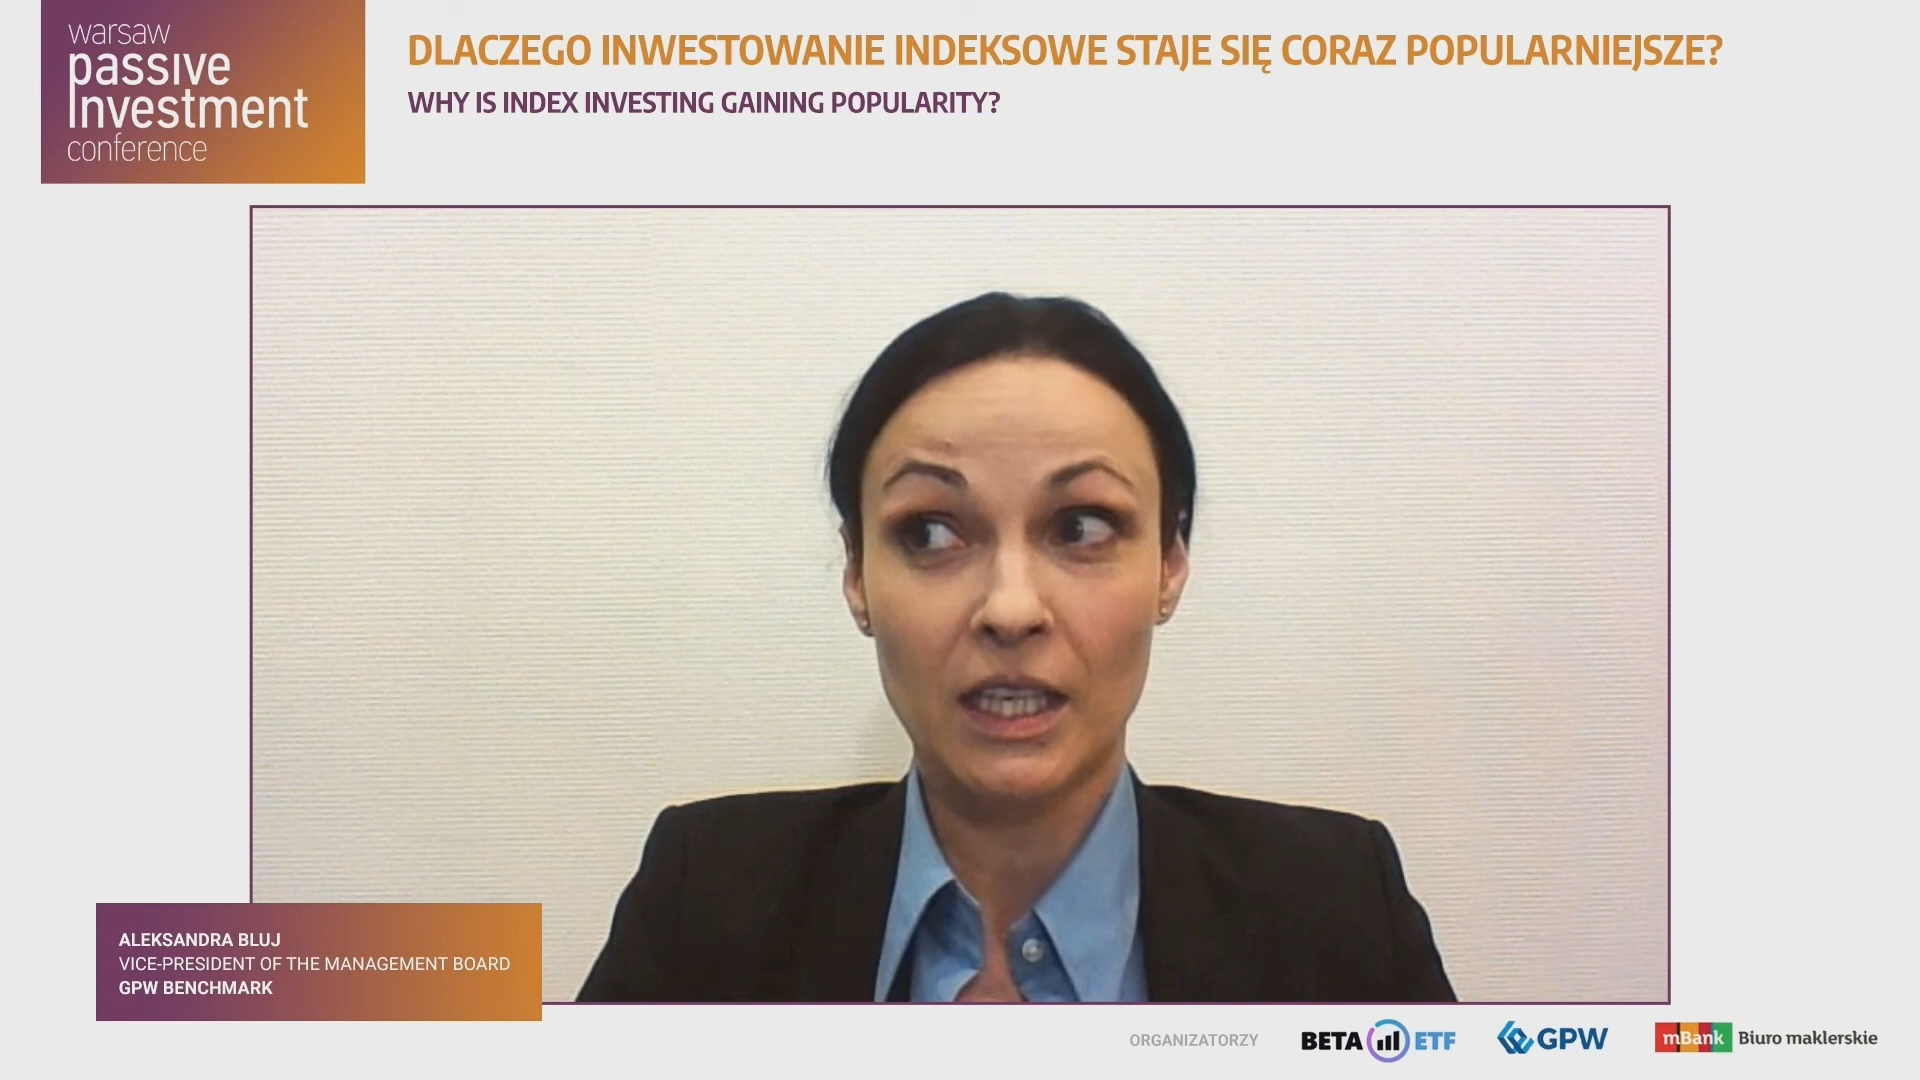 warsaw
passive
Investment
conference
DLACZEGO INWESTOWANIE INDEKSOWE STAJE SIĘ CORAZ POPULARNIEJSZE?
WHY IS INDEX INVESTING GAINING POPULARITY?
ALEKSANDRA BLUJ
VICE-PRESIDENT OF THE MANAGEMENT BOARD
GPW BENCHMARK
ORGANIZATORZY
BETA ETF
GPW
mBank Biuro maklerskie